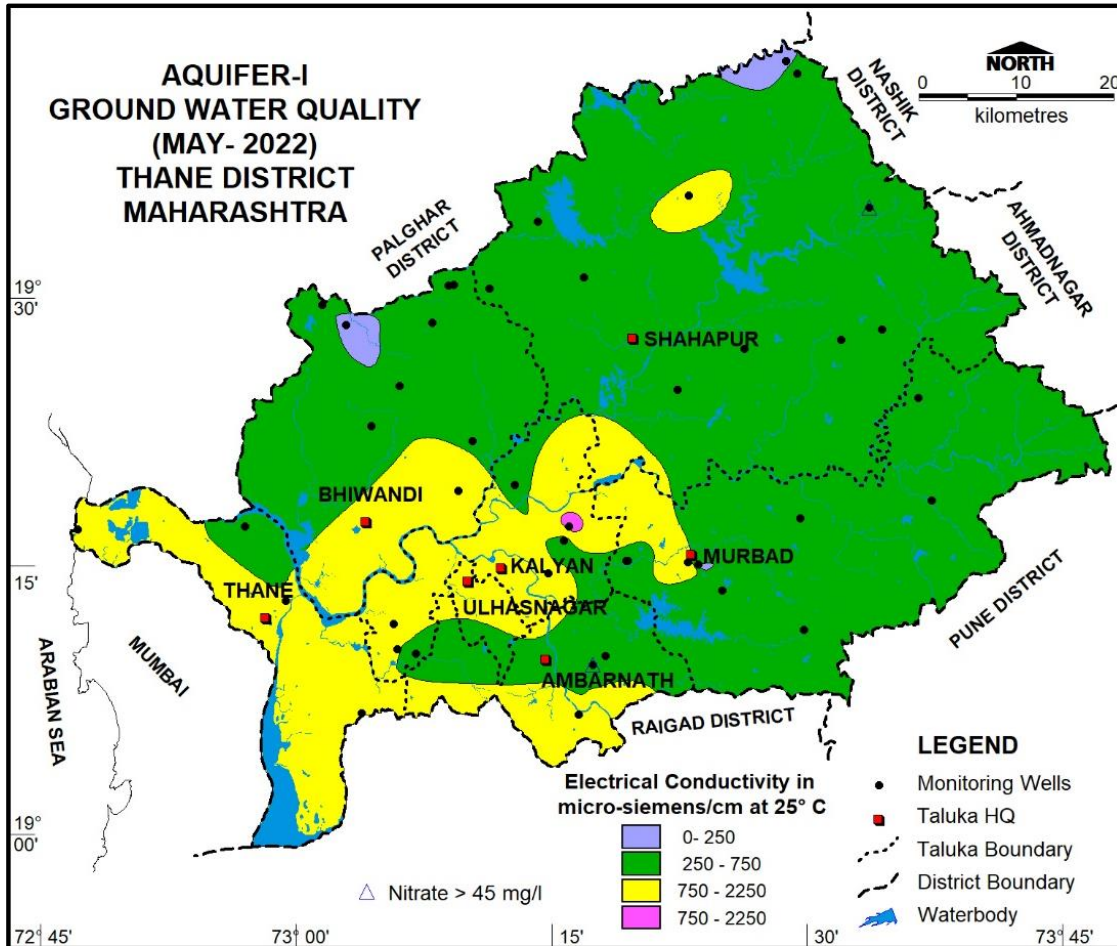 AQUIFER-I
GROUND WATER QUALITY
(MAY- 2022)
THANE DISTRICT
MAHARASHTRA
NORTH
0 10 20
kilometres
NASHIK
DISTRICT
AHMADNAGAR
DISTRICT
PALGHAR
DISTRICT
19°
30'
SHAHAPUR
BHIWANDI
MURBAD
KALYAN
15'
THANE
ULHASNAGAR
PUNE DISTRICT
ARABIAN SEA
MUMBAI
AMBARNATH
RAIGAD DISTRICT
19°
00'
LEGEND
Monitoring Wells
Taluka HQ
Taluka Boundary
District Boundary
Waterbody
Electrical Conductivity in
micro-siemens/cm at 25° C
0- 250
250 - 750
750 - 2250
750 - 2250
Nitrate > 45 mg/l
72° 45' 73° 00' 15' 30' 73° 45'